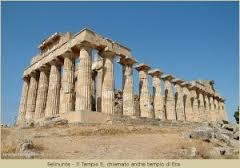 Selinunte - Il Tempio E, chiamato anche tempio di Era